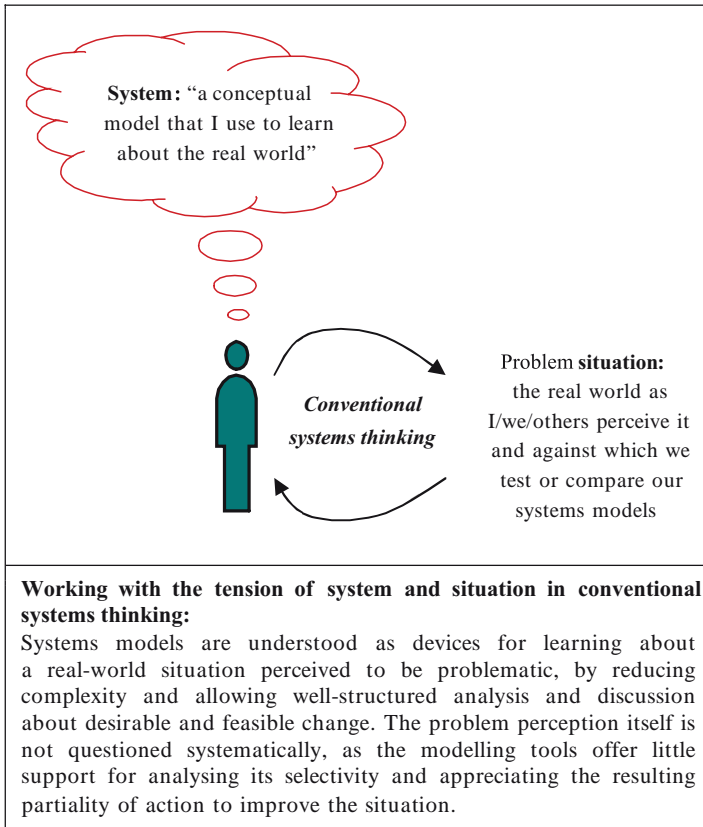 System: “a conceptual
model that I use to learn
about the real world”
Conventional
systems thinking
Problem situation:
the real world as
I/we/others perceive it
and against which we
test or compare our
systems models
Working with the tension of system and situation in conventional
systems thinking:
Systems models are understood as devices for learning about
a real-world situation perceived to be problematic, by reducing
complexity and allowing well-structured analysis and discussion
about desirable and feasible change. The problem perception itself is
not questioned systematically, as the modelling tools offer little
support for analysing its selectivity and appreciating the resulting
partiality of action to improve the situation.